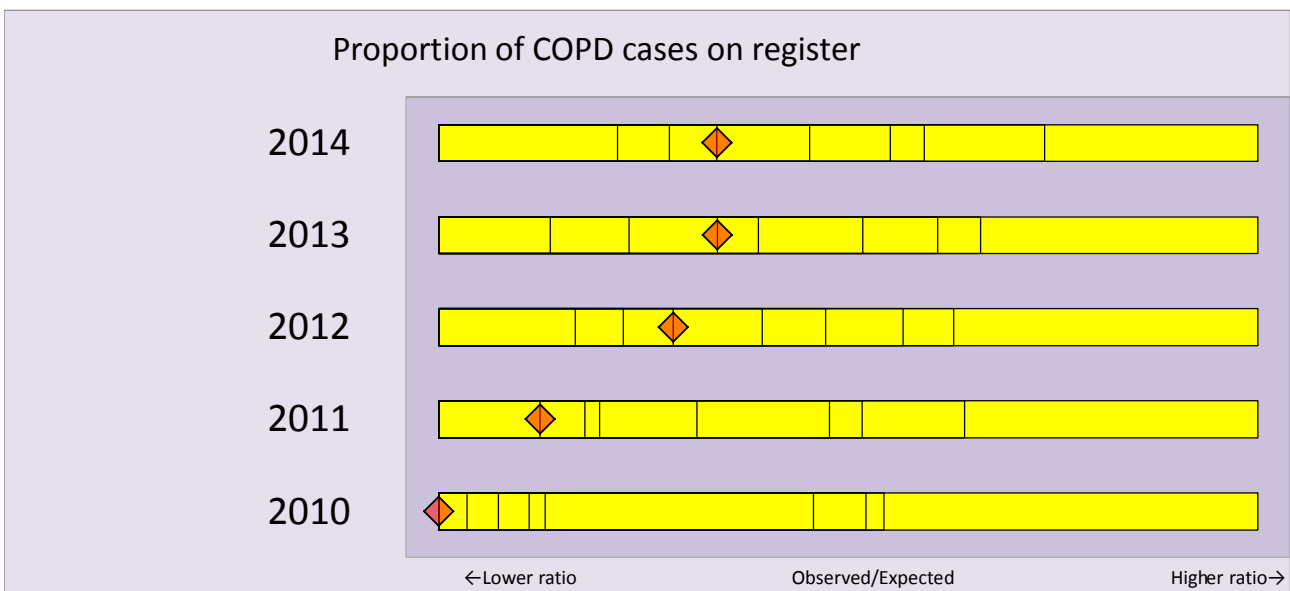 Proportion of COPD cases on register
2014
2013
2012
2011
2010
←Lower ratio Observed/Expected Higher ratio→